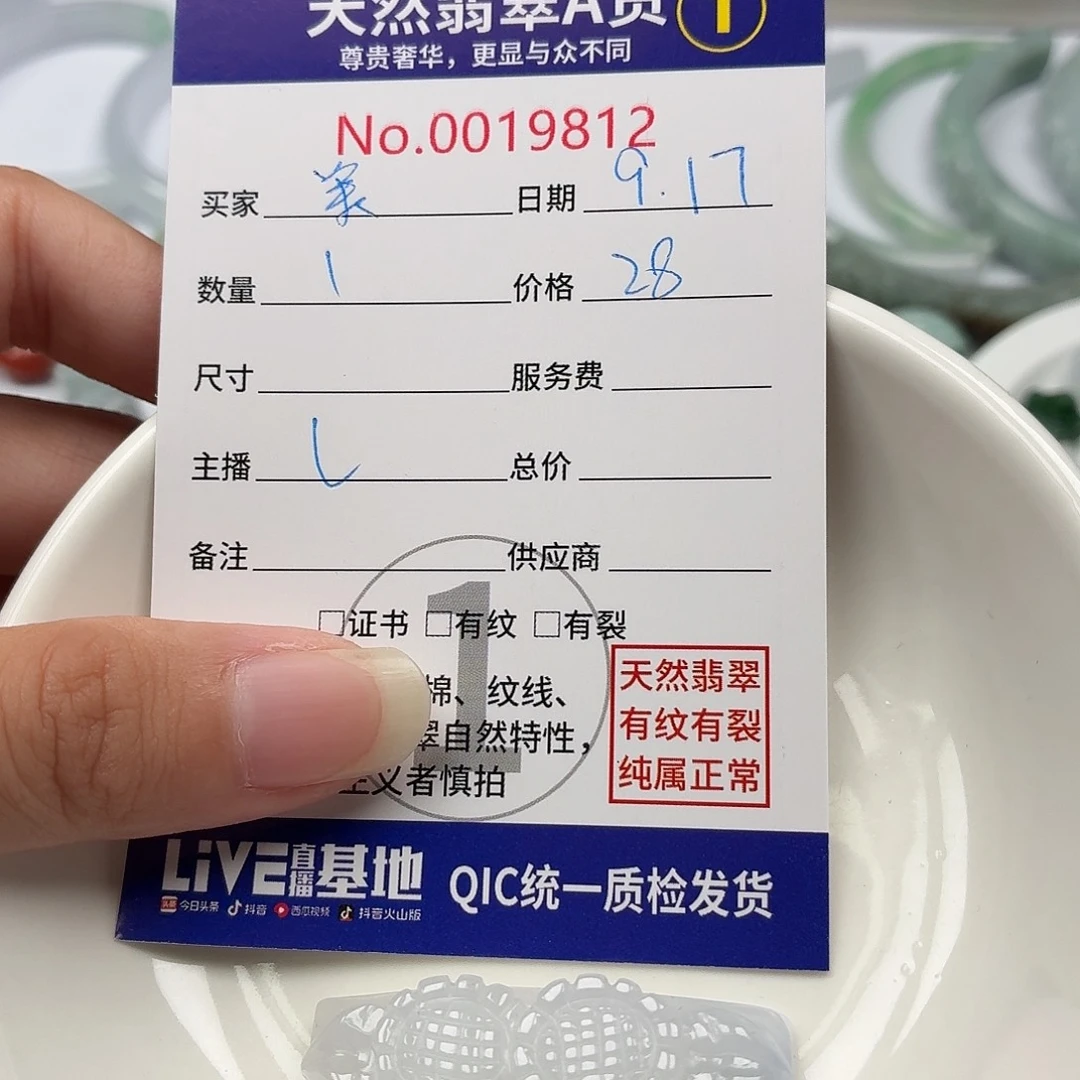 天然翡翠A货 1
尊贵奢华，更显与众不同
No.0019812
买家 日期 9.17
数量 1 价格 28
尺寸 服务费
主播 L 总价
备注 供应商
1
□证书 □有纹 □有裂
棉、纹线、
翠自然特性，
主义者慎拍
天然翡翠
有纹有裂
纯属正常
LiVE直播基地 QIC统一质检发货
头条 今日头条 抖音 西瓜视频 抖音火山版